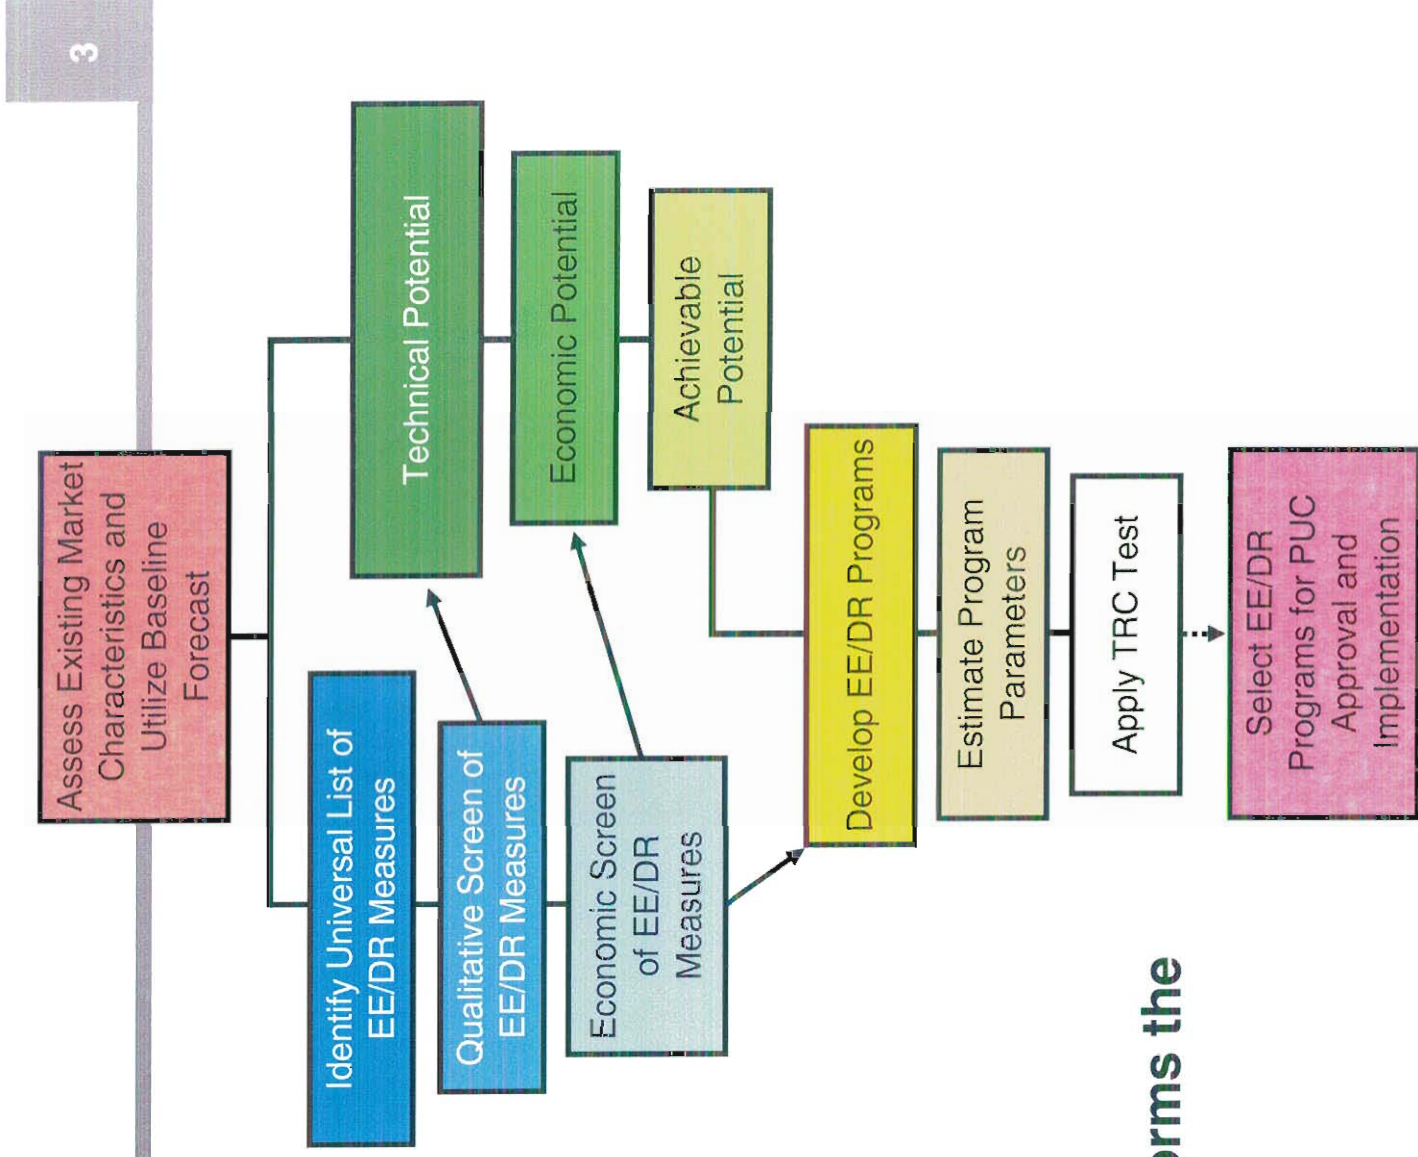 3
Assess Existing Market
Characteristics and
Utilize Baseline
Forecast
Identify Universal List of
EE/DR Measures
Technical Potential
Qualitative Screen of
EE/DR Measures
Economic Potential
Economic Screen
of EE/DR
Measures
Achievable
Potential
Develop EE/DR Programs
Estimate Program
Parameters
Apply TRC Test
Select EE/DR
Programs for PUC
Approval and
Implementation
the